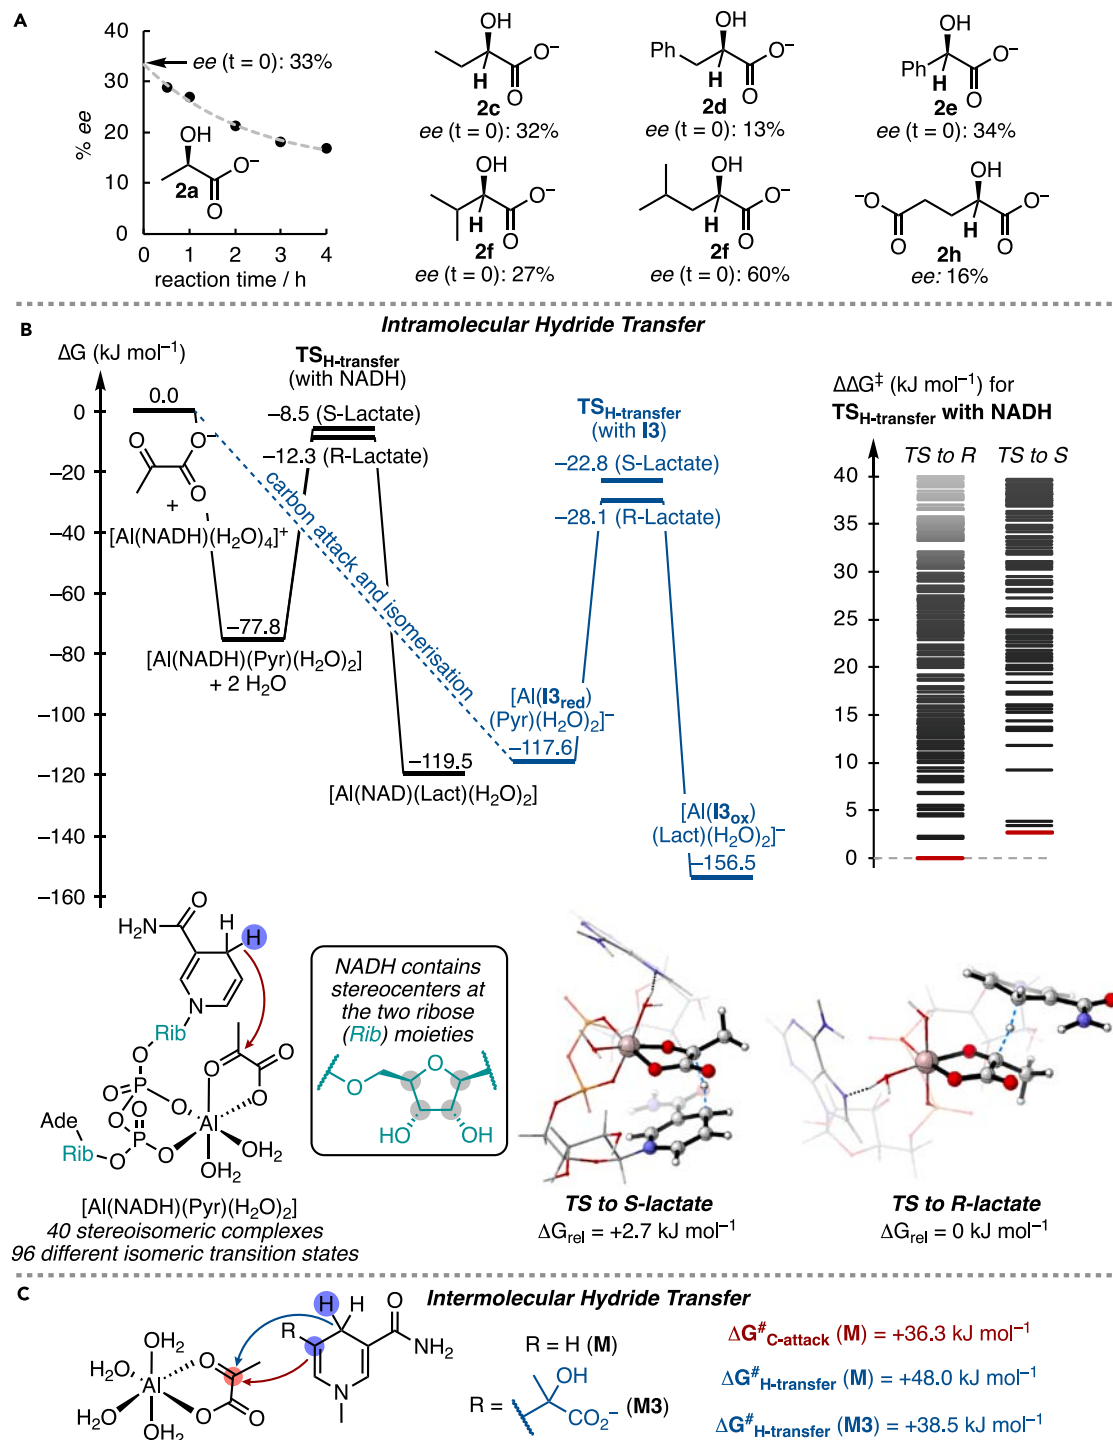 A
40
30
20
10
0
% ee
ee (t = 0): 33%
OH
O–
O
2a
0 1 2 3 4
reaction time / h
OH
O–
H O
2c
ee (t = 0): 32%
OH
Ph
O–
H O
2d
ee (t = 0): 13%
OH
Ph
O–
H O
2e
ee (t = 0): 34%
OH
O–
H O
2f
ee (t = 0): 27%
OH
O–
H O
2f
ee (t = 0): 60%
OH
–O
O–
O H O
2h
ee: 16%
B
Intramolecular Hydride Transfer
ΔG (kJ mol–1)
0
–20
–40
–60
–80
–100
–120
–140
–160
0.0
O O–
O
+
[Al(NADH)(H2O)4]+
TSH-transfer
(with NADH)
–8.5 (S-Lactate)
–12.3 (R-Lactate)
carbon attack and isomerisation
–77.8
[Al(NADH)(Pyr)(H2O)2]
+ 2 H2O
–119.5
[Al(NAD)(Lact)(H2O)2]
TSH-transfer
(with I3)
–22.8 (S-Lactate)
–28.1 (R-Lactate)
[Al(I3red)
(Pyr)(H2O)2]–
–117.6
[Al(I3ox)
(Lact)(H2O)2]–
–156.5
ΔΔG‡ (kJ mol–1) for
TSH-transfer with NADH
TS to R TS to S
40
35
30
25
20
15
10
5
0
O H
H2N H
N
Rib
O
O P O
O
O
Ade P
Rib O O
O O
O
Al
OH2
OH2
[Al(NADH)(Pyr)(H2O)2]
40 stereoisomeric complexes
96 different isomeric transition states
NADH contains
stereocenters at
the two ribose
(Rib) moieties
O O
HO OH
TS to S-lactate
ΔGrel = +2.7 kJ mol–1
TS to R-lactate
ΔGrel = 0 kJ mol–1
C
Intermolecular Hydride Transfer
OH2
H2O O
Al
H2O O O
OH2
H H O
R
NH2
N
R = H (M)
R =
OH
CO2–
(M3)
ΔG#C-attack (M) = +36.3 kJ mol–1
ΔG#H-transfer (M) = +48.0 kJ mol–1
ΔG#H-transfer (M3) = +38.5 kJ mol–1